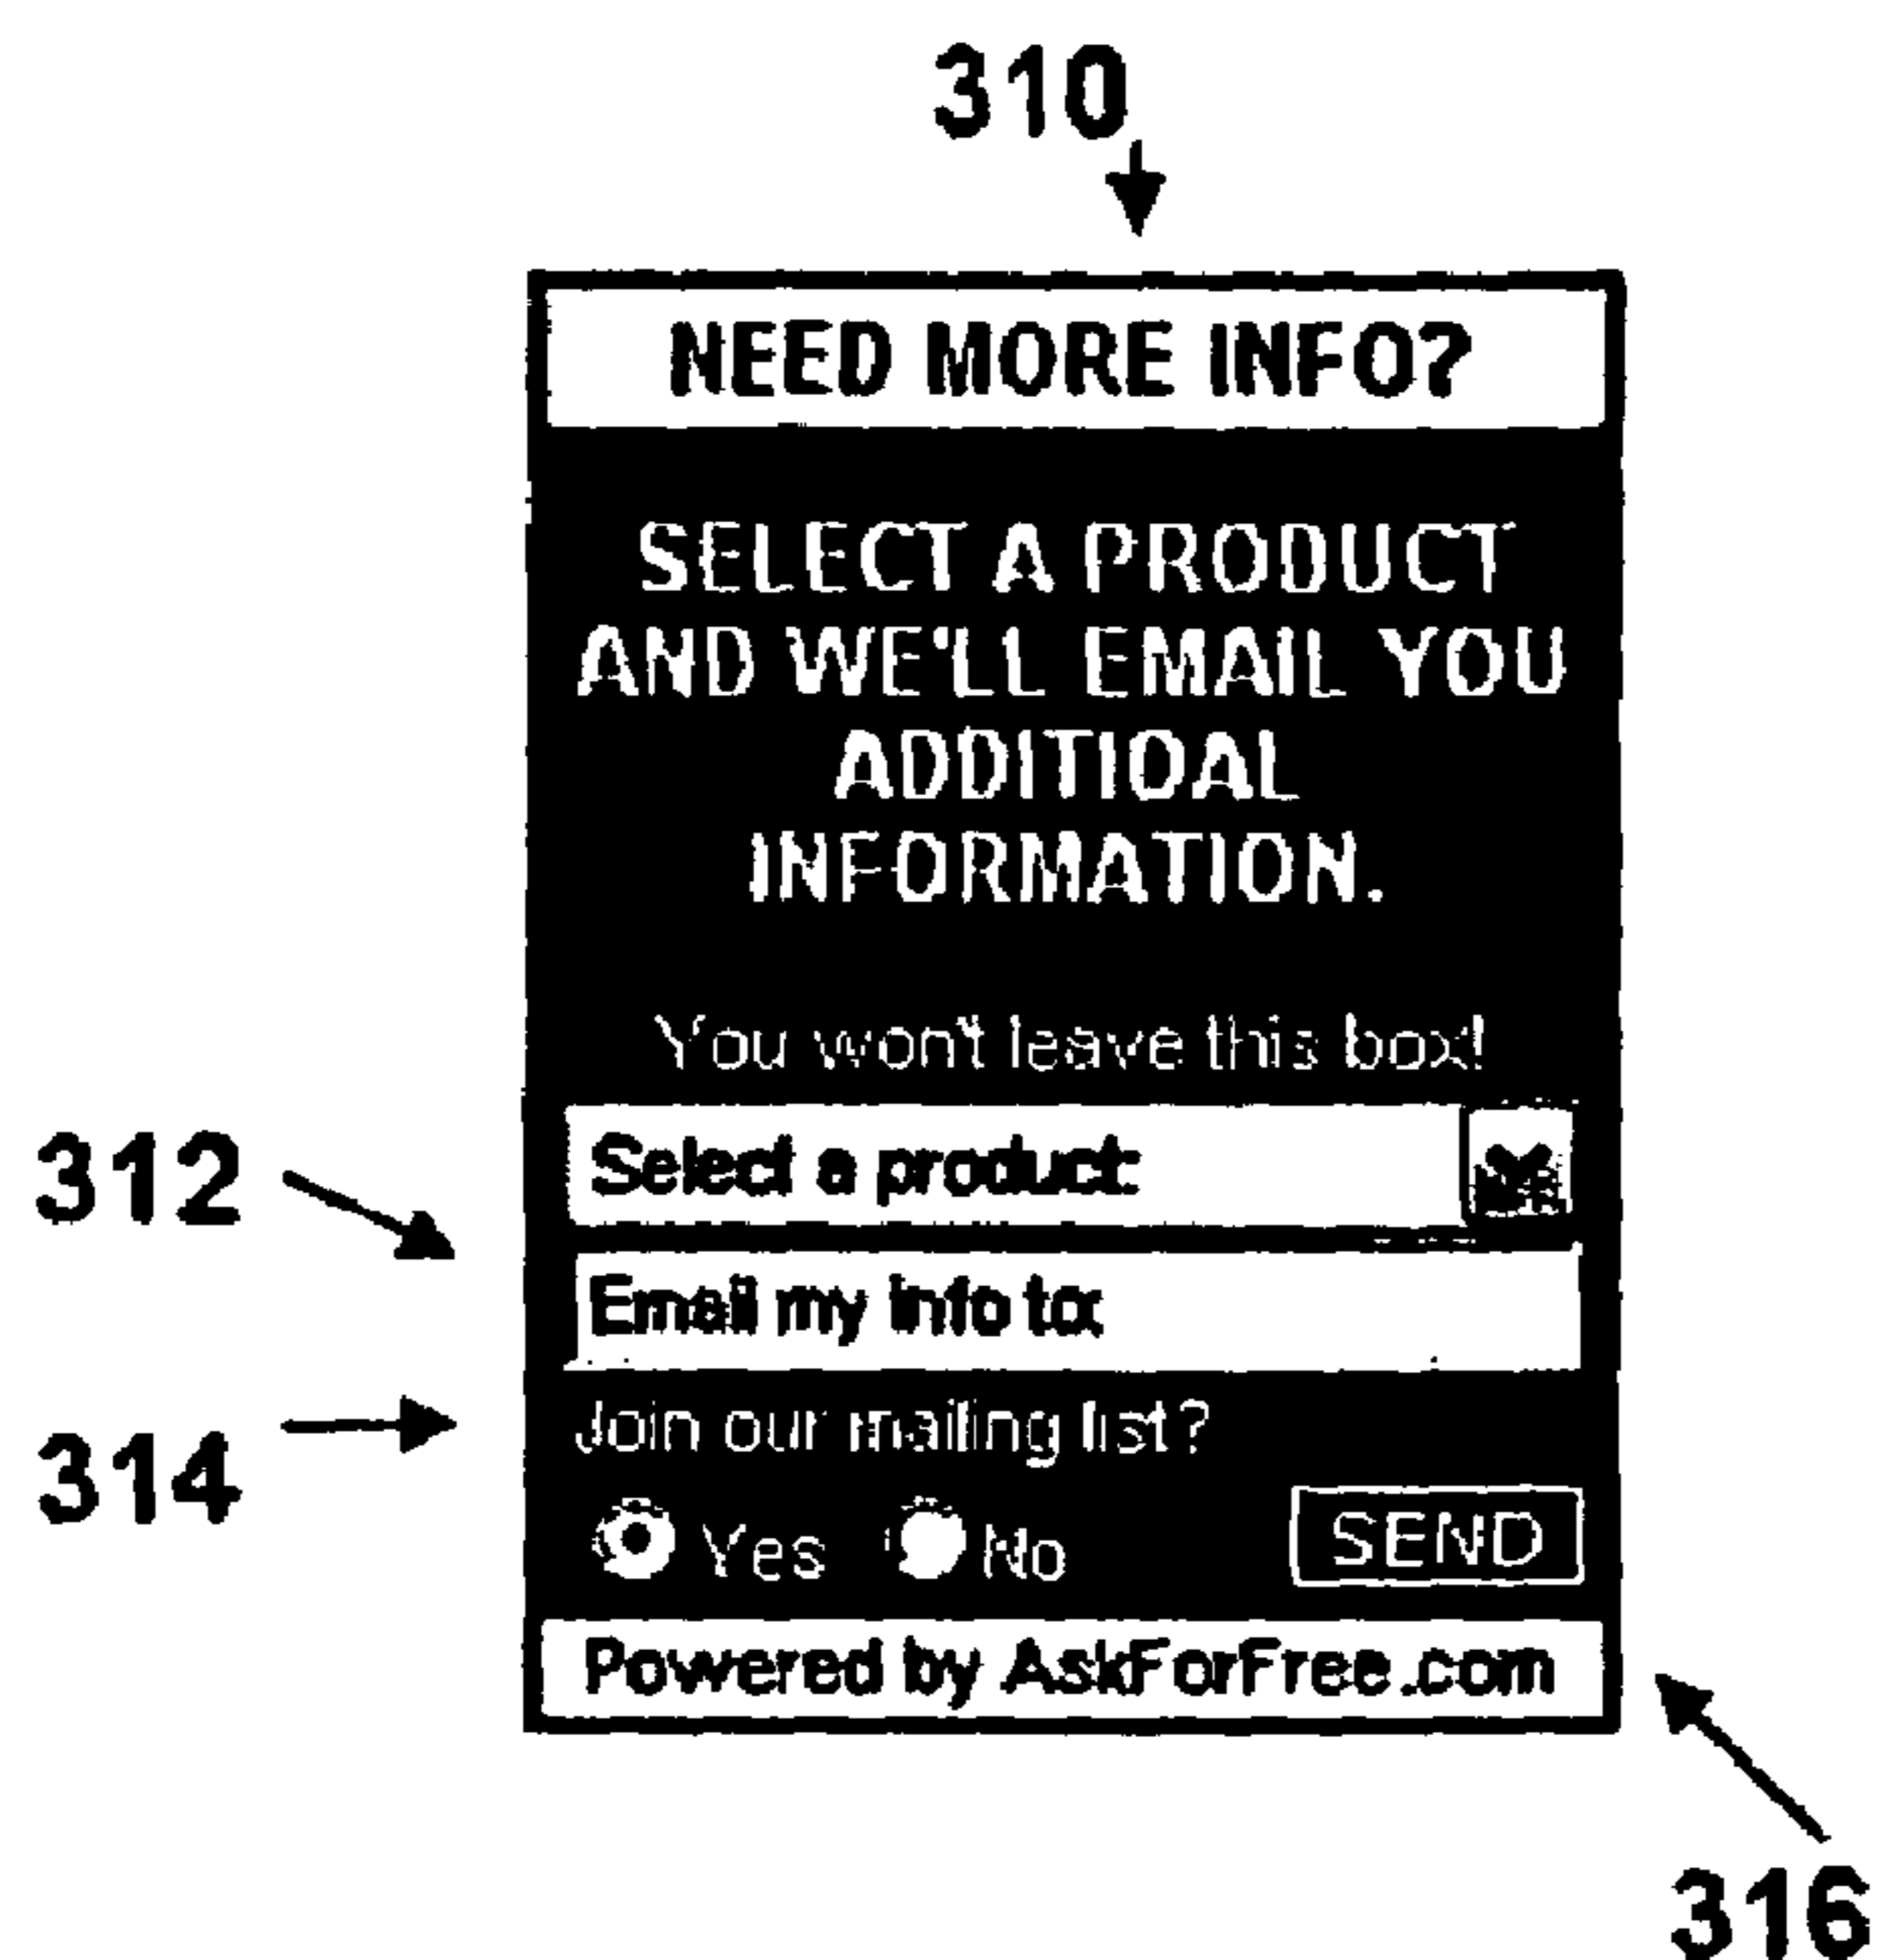 310
NEED MORE INFO?
SELECT A PRODUCT
AND WE'LL EMAIL YOU
ADDITIOAL
INFORMATION.
You won't leave this box!
312
Select a product
Email my info to:
314
Join our mailing list?
Yes No SEND
Powered by AskForFree.com
316